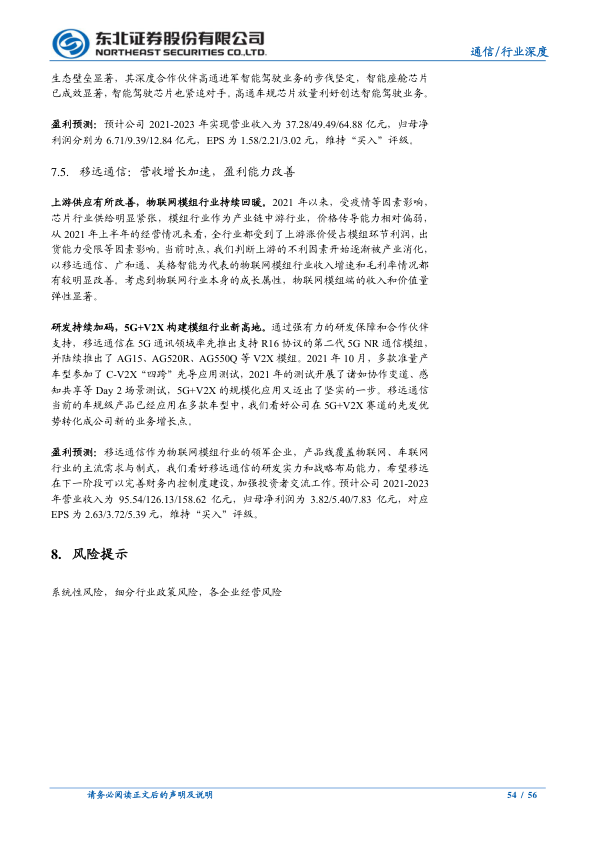 东北证券股份有限公司
NORTHEAST SECURITIES CO.,LTD.
通信/行业深度
生态壁垒显著，其深度合作伙伴高通进军智能驾驶业务的步伐坚定，智能座舱芯片
已成效显著，智能驾驶芯片也紧追对手。高通车规芯片放量利好创达智能驾驶业务。
盈利预测：预计公司 2021-2023 年实现营业收入为 37.28/49.49/64.88 亿元，归母净
利润分别为 6.71/9.39/12.84 亿元，EPS 为 1.58/2.21/3.02 元，维持“买入”评级。
7.5. 移远通信：营收增长加速，盈利能力改善
上游供应有所改善，物联网模组行业持续回暖。2021 年以来，受疫情等因素影响，
芯片行业供给明显紧张，模组行业作为产业链中游行业，价格传导能力相对偏弱，
从 2021 年上半年的经营情况来看，全行业都受到了上游涨价侵占模组环节利润，出
货能力受限等因素影响。当前时点，我们判断上游的不利因素开始逐渐被产业消化，
以移远通信、广和通、美格智能为代表的物联网模组行业收入增速和毛利率情况都
有较明显改善。考虑到物联网行业本身的成长属性，物联网模组端的收入和价值量
弹性显著。
研发持续加码，5G+V2X 构建模组行业新高地。通过强有力的研发保障和合作伙伴
支持，移远通信在 5G 通讯领域率先推出支持 R16 协议的第二代 5G NR 通信模组，
并陆续推出了 AG15、AG520R、AG550Q 等 V2X 模组。2021 年 10 月，多款准量产
车型参加了 C-V2X “四跨”先导应用测试，2021 年的测试开展了诸如协作变道、感
知共享等 Day 2 场景测试，5G+V2X 的规模化应用又迈出了坚实的一步。移远通信
当前的车规级产品已经应用在多款车型中，我们看好公司在 5G+V2X 赛道的先发优
势转化成公司新的业务增长点。
盈利预测：移远通信作为物联网模组行业的领军企业，产品线覆盖物联网、车联网
行业的主流需求与制式，我们看好移远通信的研发实力和战略布局能力，希望移远
在下一阶段可以完善财务内控制度建设，加强投资者交流工作。预计公司 2021-2023
年营业收入为 95.54/126.13/158.62 亿元，归母净利润为 3.82/5.40/7.83 亿元，对应
EPS 为 2.63/3.72/5.39 元，维持“买入”评级。
8. 风险提示
系统性风险，细分行业政策风险，各企业经营风险
请务必阅读正文后的声明及说明
54 / 56